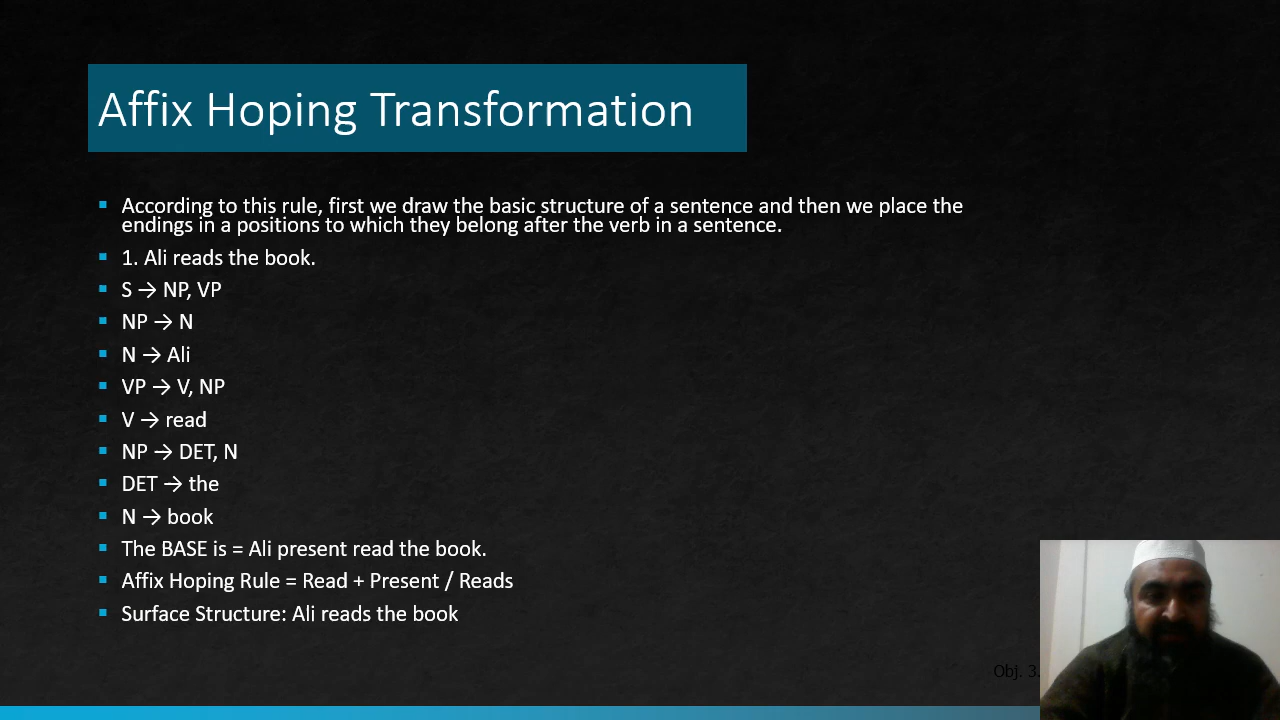 Affix Hoping Transformation
According to this rule, first we draw the basic structure of a sentence and then we place the
endings in a positions to which they belong after the verb in a sentence.
1. Ali reads the book.
S → NP, VP
NP → N
N → Ali
VP → V, NP
V → read
NP → DET, N
DET → the
N → book
The BASE is = Ali present read the book.
Affix Hoping Rule = Read + Present / Reads
Surface Structure: Ali reads the book
Obj. 3.